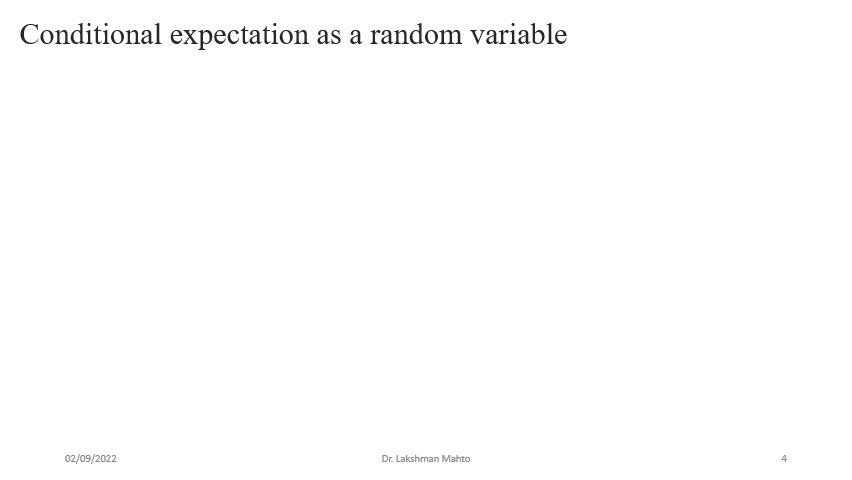 Conditional expectation as a random variable
02/09/2022
Dr. Lakshman Mahto
4